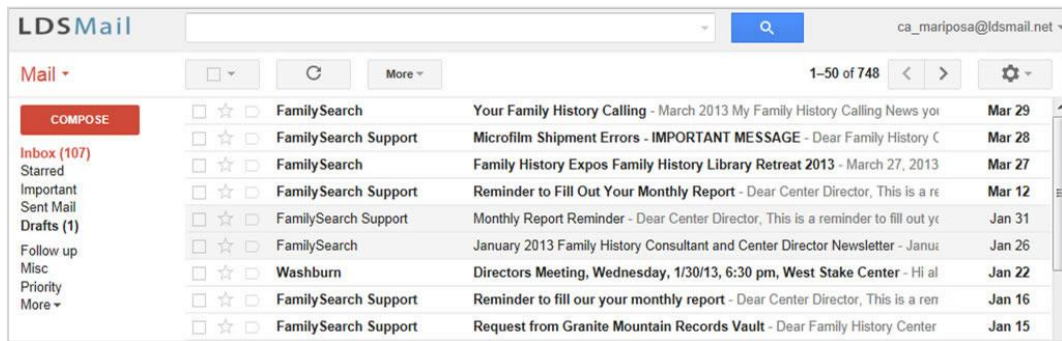 LDSMail ca_mariposa@ldsmail.net
Mail More 1–50 of 748
COMPOSE
Inbox (107)
Starred
Important
Sent Mail
Drafts (1)
Follow up
Misc
Priority
More
FamilySearch Your Family History Calling - March 2013 My Family History Calling News you Mar 29
FamilySearch Support Microfilm Shipment Errors - IMPORTANT MESSAGE - Dear Family History C Mar 28
FamilySearch Family History Expos Family History Library Retreat 2013 - March 27, 2013 Mar 27
FamilySearch Support Reminder to Fill Out Your Monthly Report - Dear Center Director, This is a re Mar 12
FamilySearch Support Monthly Report Reminder - Dear Center Director, This is a reminder to fill out yo Jan 31
FamilySearch January 2013 Family History Consultant and Center Director Newsletter - Janua Jan 26
Washburn Directors Meeting, Wednesday, 1/30/13, 6:30 pm, West Stake Center - Hi al Jan 22
FamilySearch Support Reminder to fill our your monthly report - Dear Center Director, This is a rem Jan 16
FamilySearch Support Request from Granite Mountain Records Vault - Dear Family History Center Jan 15